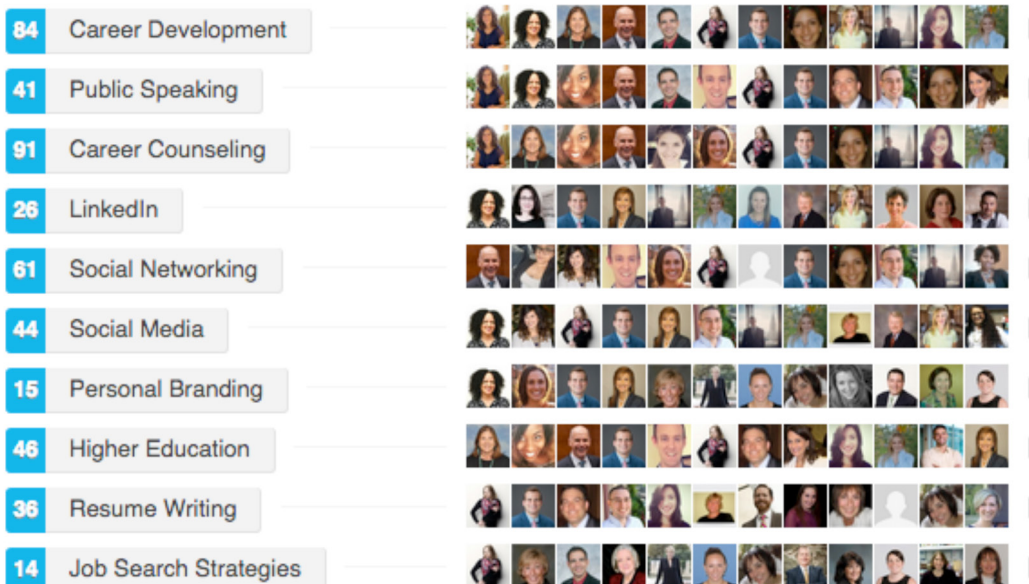 84 Career Development
41 Public Speaking
91 Career Counseling
26 LinkedIn
61 Social Networking
44 Social Media
15 Personal Branding
46 Higher Education
36 Resume Writing
14 Job Search Strategies